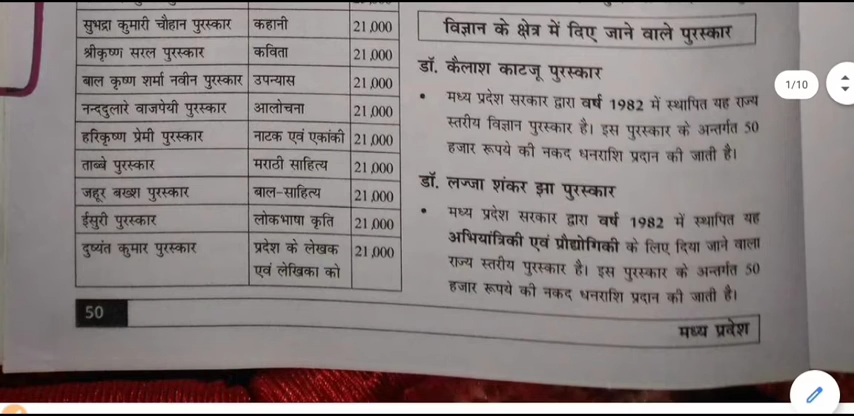 सुभद्रा कुमारी चौहान पुरस्कार कहानी 21,000
श्रीकृष्ण सरल पुरस्कार कविता 21,000
बाल कृष्ण शर्मा नवीन पुरस्कार उपन्यास 21,000
नन्ददुलारे वाजपेयी पुरस्कार आलोचना 21,000
हरिकृष्ण प्रेमी पुरस्कार नाटक एवं एकांकी 21,000
ताब्बे पुरस्कार मराठी साहित्य 21,000
जहूर बख्श पुरस्कार बाल-साहित्य 21,000
ईसुरी पुरस्कार लोकभाषा कृति 21,000
दुष्यंत कुमार पुरस्कार प्रदेश के लेखक 21,000
एवं लेखिका को
50
विज्ञान के क्षेत्र में दिए जाने वाले पुरस्कार
डॉ. कैलाश काटजू पुरस्कार
• मध्य प्रदेश सरकार द्वारा वर्ष 1982 में स्थापित यह राज्य
स्तरीय विज्ञान पुरस्कार है। इस पुरस्कार के अन्तर्गत 50
हजार रूपये की नकद धनराशि प्रदान की जाती है।
डॉ. लज्जा शंकर झा पुरस्कार
• मध्य प्रदेश सरकार द्वारा वर्ष 1982 में स्थापित यह
अभियांत्रिकी एवं प्रौद्योगिकी के लिए दिया जाने वाला
राज्य स्तरीय पुरस्कार है। इस पुरस्कार के अन्तर्गत 50
हजार रूपये की नकद धनराशि प्रदान की जाती है।
मध्य प्रदेश
1/10